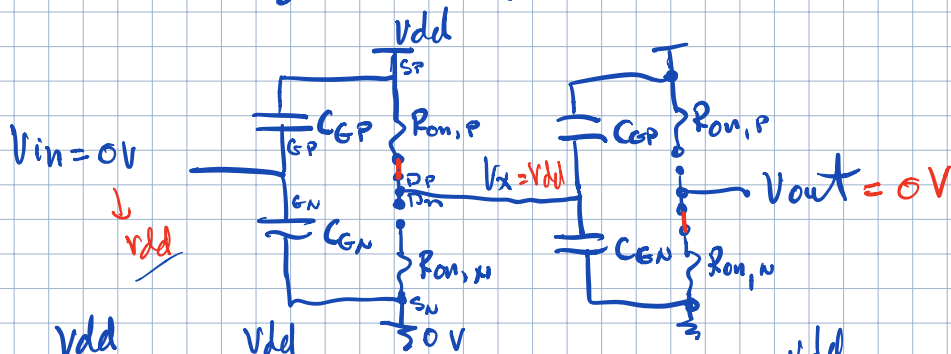 Vdd
SP
CGP
Ron,P
CGP
Ron,P
Vin = 0V
GP
DP
Vx = Vdd
Vout = 0V
GN
Dn
vdd
CGN
Ron,N
CGN
Ron,N
SN
0V
Vdd
Vdd